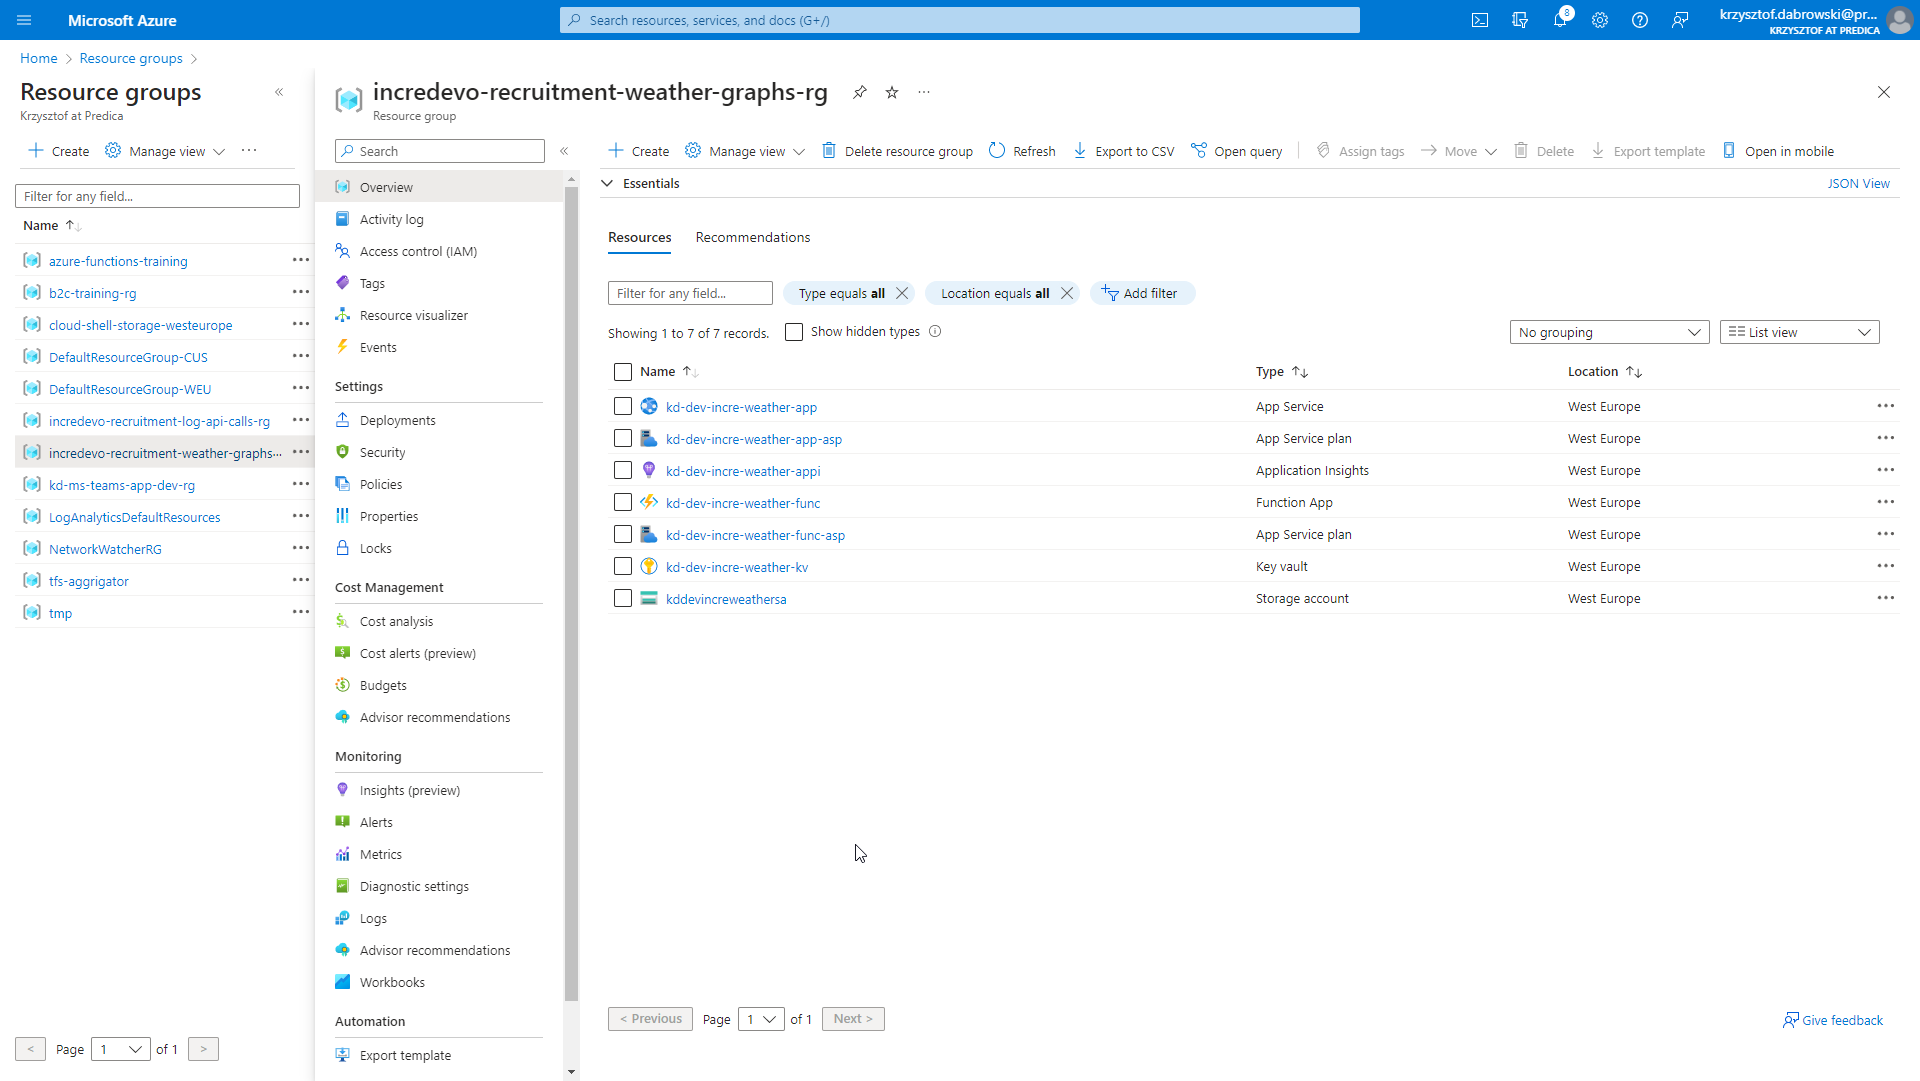 Microsoft Azure
Search resources, services, and docs (G+/)
8
krzysztof.dabrowski@pr...
KRZYSZTOF AT PREDICA
Home > Resource groups >
Resource groups
Krzysztof at Predica
Create
Manage view
Filter for any field...
Name
azure-functions-training
b2c-training-rg
cloud-shell-storage-westeurope
DefaultResourceGroup-CUS
DefaultResourceGroup-WEU
incredevo-recruitment-log-api-calls-rg
incredevo-recruitment-weather-graphs...
kd-ms-teams-app-dev-rg
LogAnalyticsDefaultResources
NetworkWatcherRG
tfs-aggrigator
tmp
< Page 1 of 1 >
incredevo-recruitment-weather-graphs-rg
Resource group
Search
Overview
Activity log
Access control (IAM)
Tags
Resource visualizer
Events
Settings
Deployments
Security
Policies
Properties
Locks
Cost Management
Cost analysis
Cost alerts (preview)
Budgets
Advisor recommendations
Monitoring
Insights (preview)
Alerts
Metrics
Diagnostic settings
Logs
Advisor recommendations
Workbooks
Automation
Export template
Create Manage view Delete resource group Refresh Export to CSV Open query Assign tags Move Delete Export template Open in mobile
Essentials
JSON View
Resources Recommendations
Filter for any field... Type equals all Location equals all Add filter
Showing 1 to 7 of 7 records. Show hidden types No grouping List view
Name Type Location
kd-dev-incre-weather-app App Service West Europe
kd-dev-incre-weather-app-asp App Service plan West Europe
kd-dev-incre-weather-appi Application Insights West Europe
kd-dev-incre-weather-func Function App West Europe
kd-dev-incre-weather-func-asp App Service plan West Europe
kd-dev-incre-weather-kv Key vault West Europe
kddevincreweathersa Storage account West Europe
< Previous Page 1 of 1 Next >
Give feedback